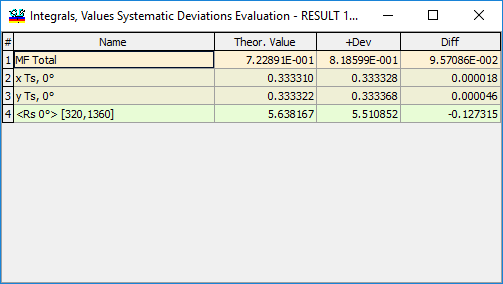 Integrals, Values Systematic Deviations Evaluation - RESULT 1...
# Name Theor. Value +Dev Diff
1 MF Total 7.22891E-001 8.18599E-001 9.57086E-002
2 x Ts, 0° 0.333310 0.333328 0.000018
3 y Ts, 0° 0.333322 0.333368 0.000046
4 <Rs 0°> [320,1360] 5.638167 5.510852 -0.127315